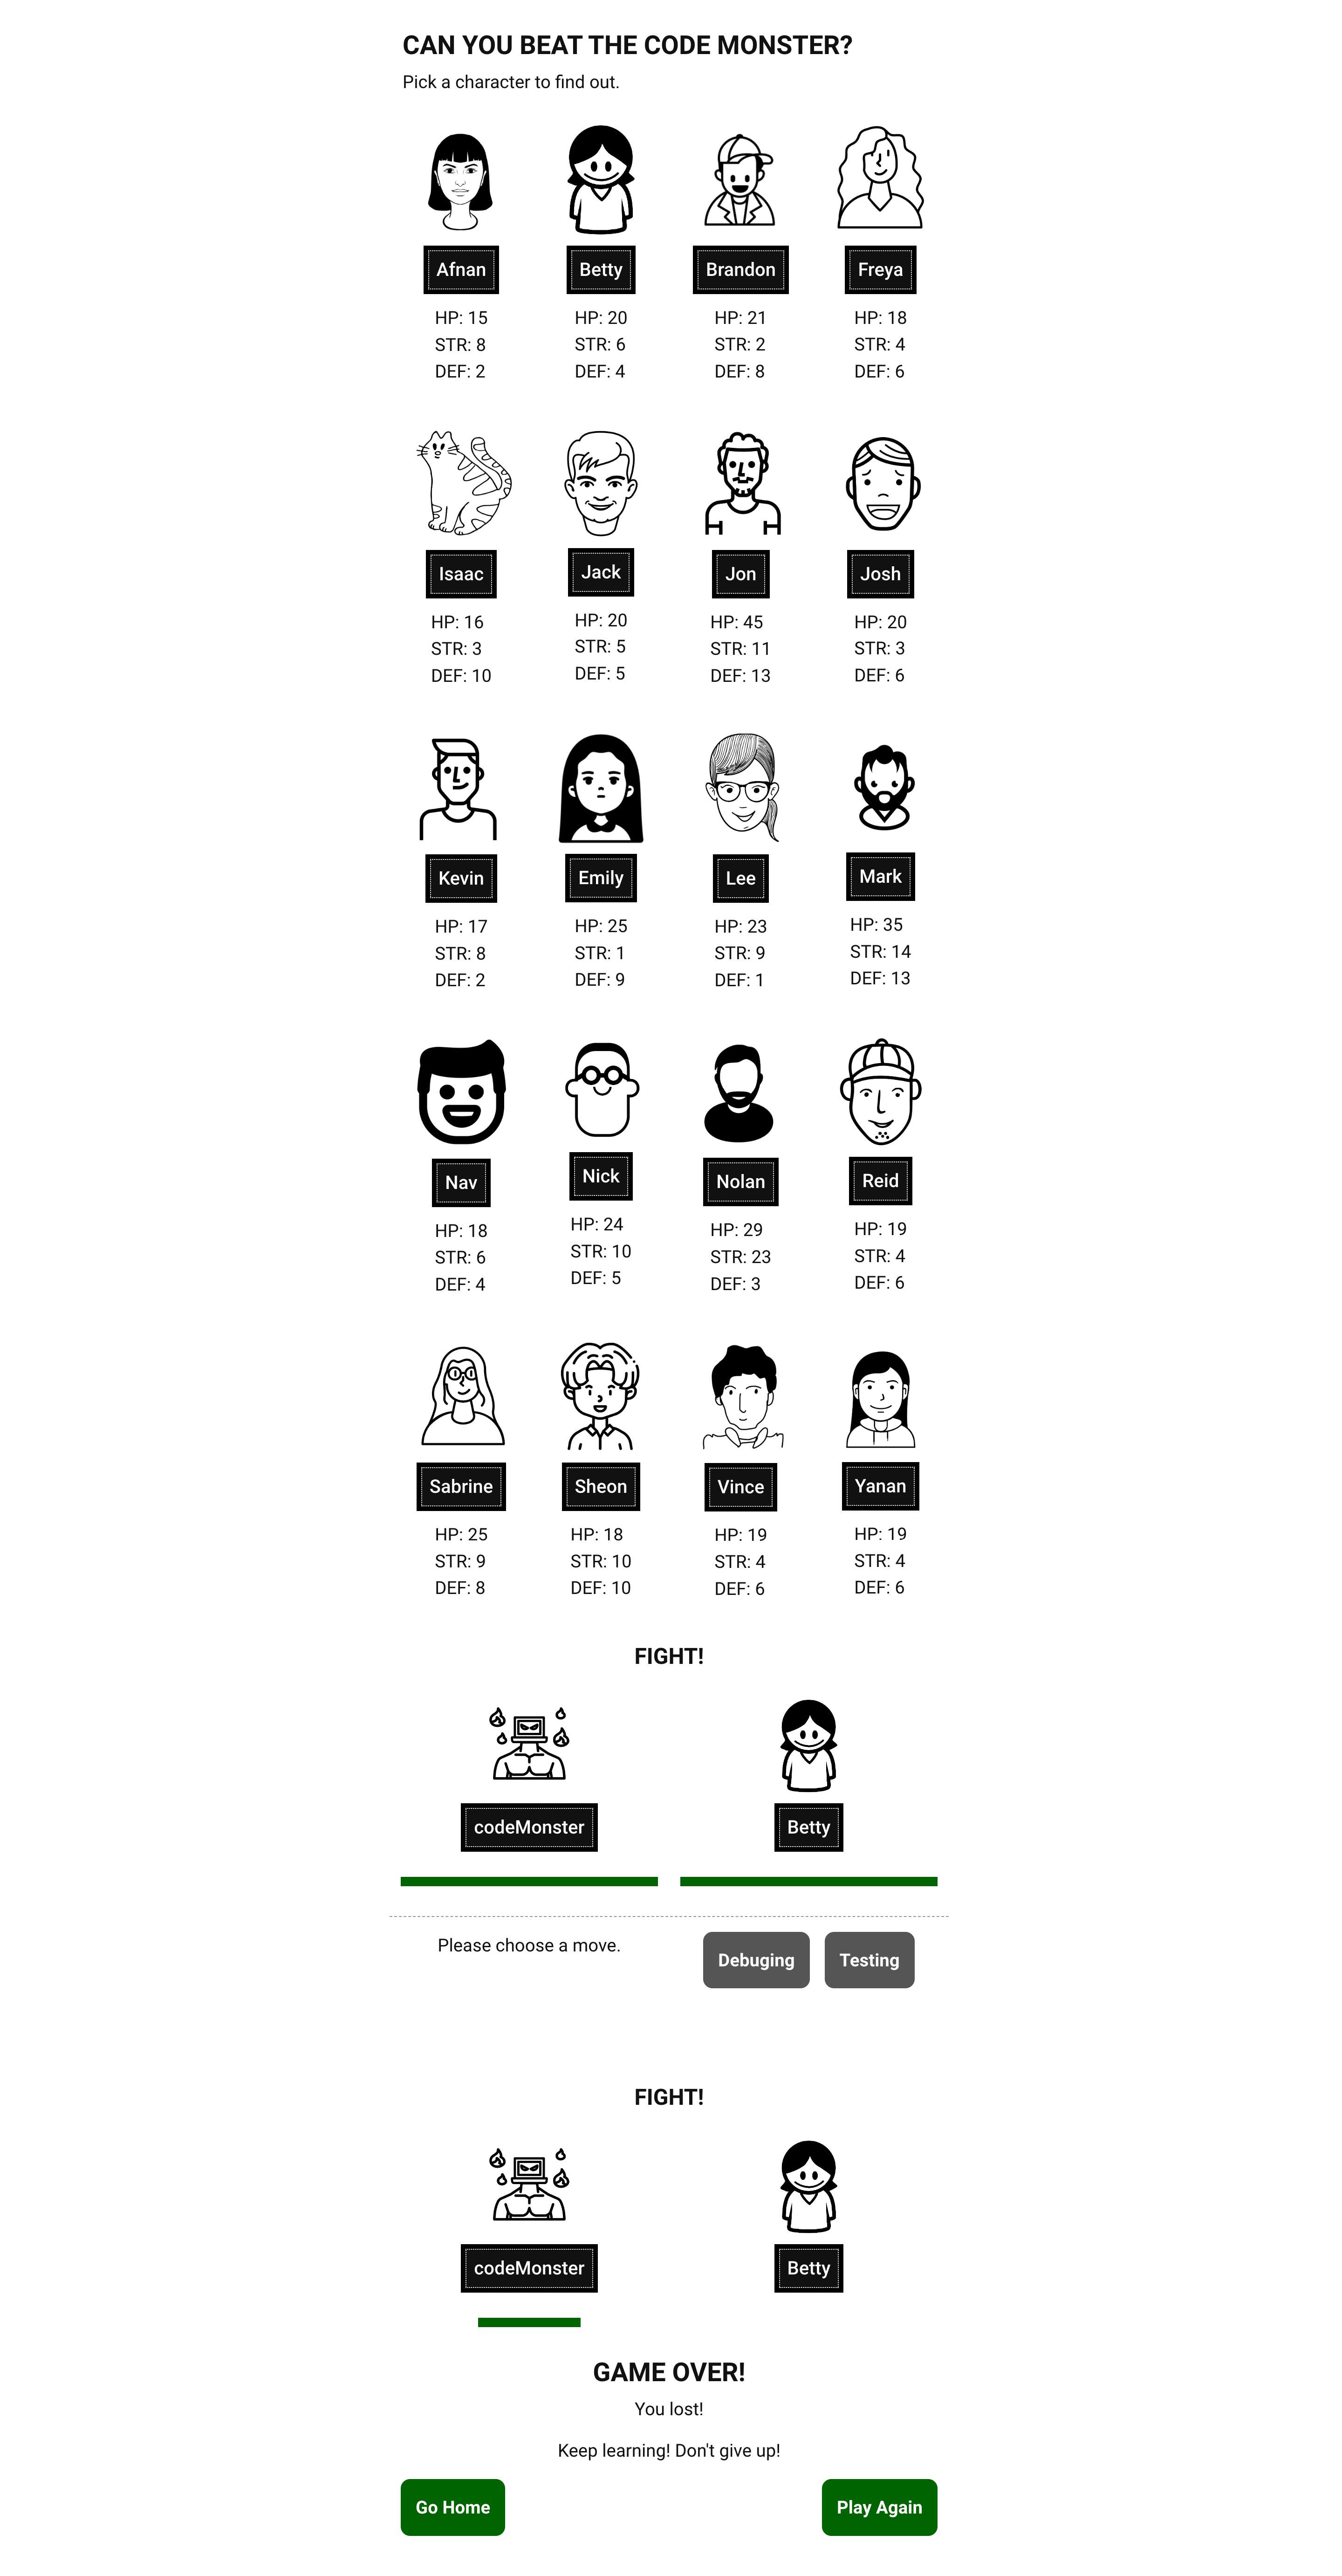 CAN YOU BEAT THE CODE MONSTER?
Pick a character to find out.
Afnan
Betty
Brandon
Freya
HP: 15
STR: 8
DEF: 2
HP: 20
STR: 6
DEF: 4
HP: 21
STR: 2
DEF: 8
HP: 18
STR: 4
DEF: 6
Isaac
Jack
Jon
Josh
HP: 16
STR: 3
DEF: 10
HP: 20
STR: 5
DEF: 5
HP: 45
STR: 11
DEF: 13
HP: 20
STR: 3
DEF: 6
Kevin
Emily
Lee
Mark
HP: 17
STR: 8
DEF: 2
HP: 25
STR: 1
DEF: 9
HP: 23
STR: 9
DEF: 1
HP: 35
STR: 14
DEF: 13
Nav
Nick
Nolan
Reid
HP: 18
STR: 6
DEF: 4
HP: 24
STR: 10
DEF: 5
HP: 29
STR: 23
DEF: 3
HP: 19
STR: 4
DEF: 6
Sabrine
Sheon
Vince
Yanan
HP: 25
STR: 9
DEF: 8
HP: 18
STR: 10
DEF: 10
HP: 19
STR: 4
DEF: 6
HP: 19
STR: 4
DEF: 6
FIGHT!
codeMonster
Betty
Please choose a move.
Debuging
Testing
FIGHT!
codeMonster
Betty
GAME OVER!
You lost!
Keep learning! Don't give up!
Go Home
Play Again